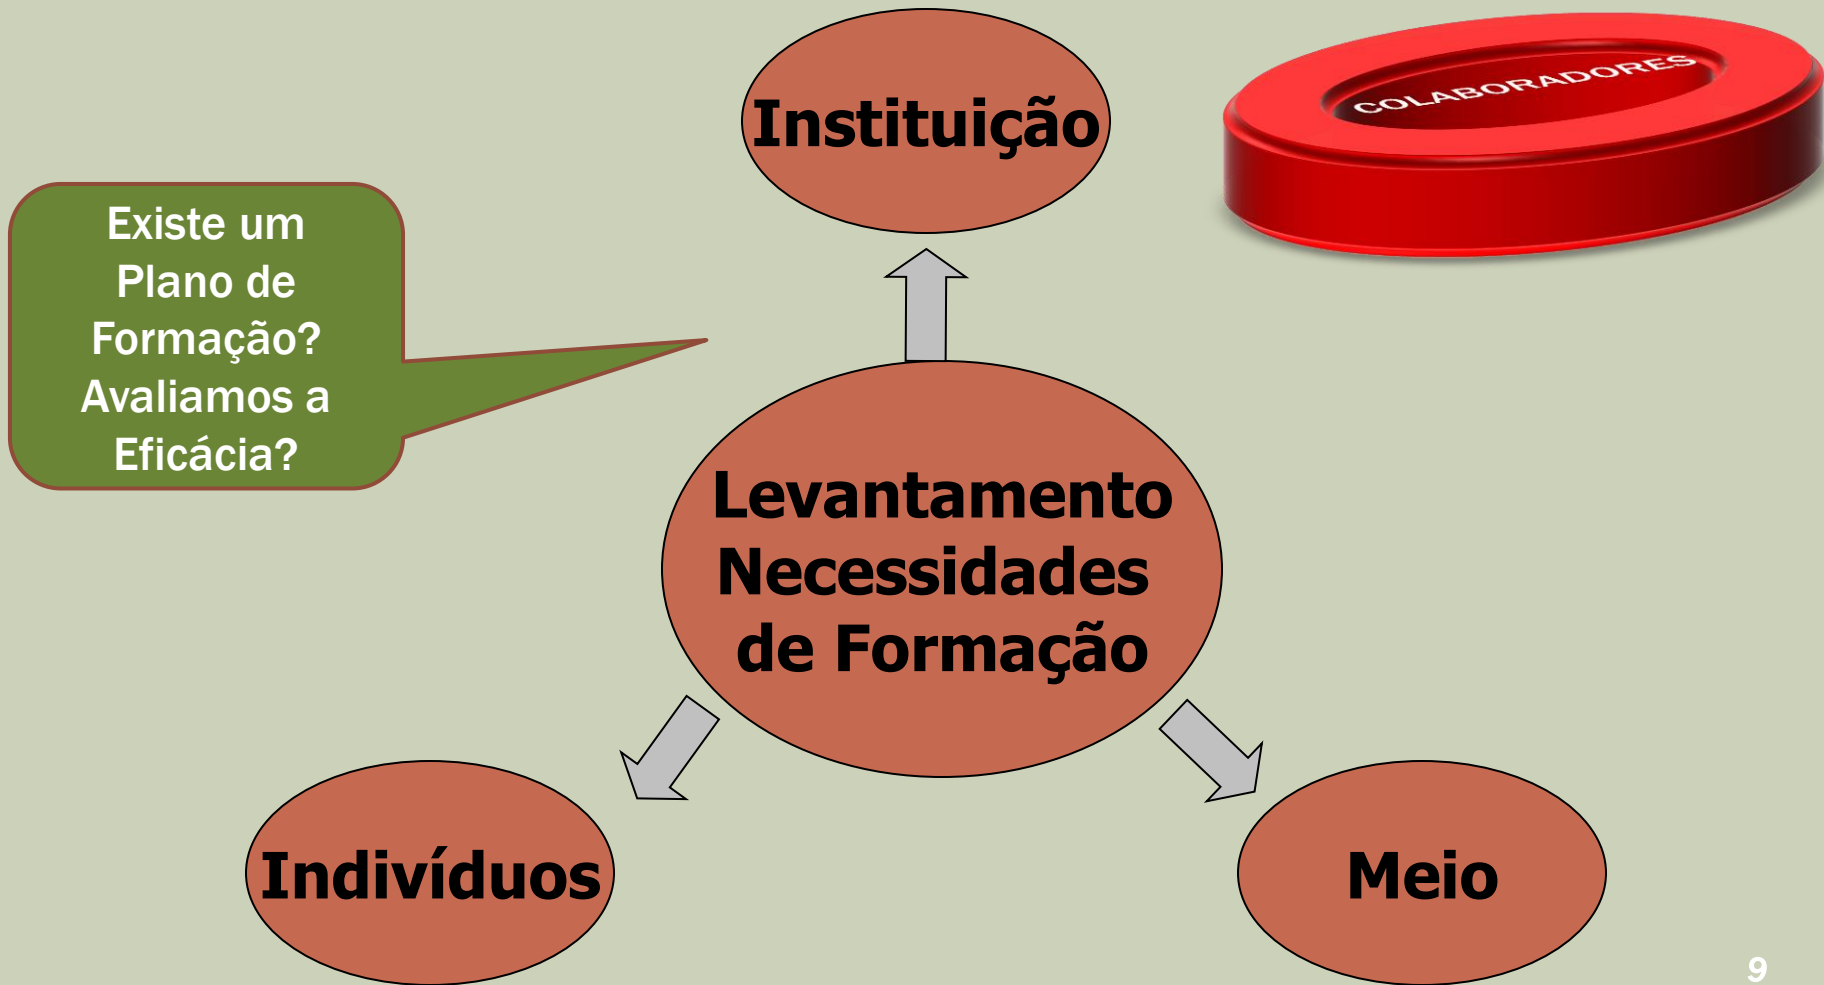 Instituição
COLABORADORES
Existe um
Plano de
Formação?
Avaliamos a
Eficácia?
Levantamento
Necessidades
de Formação
Indivíduos
Meio
9